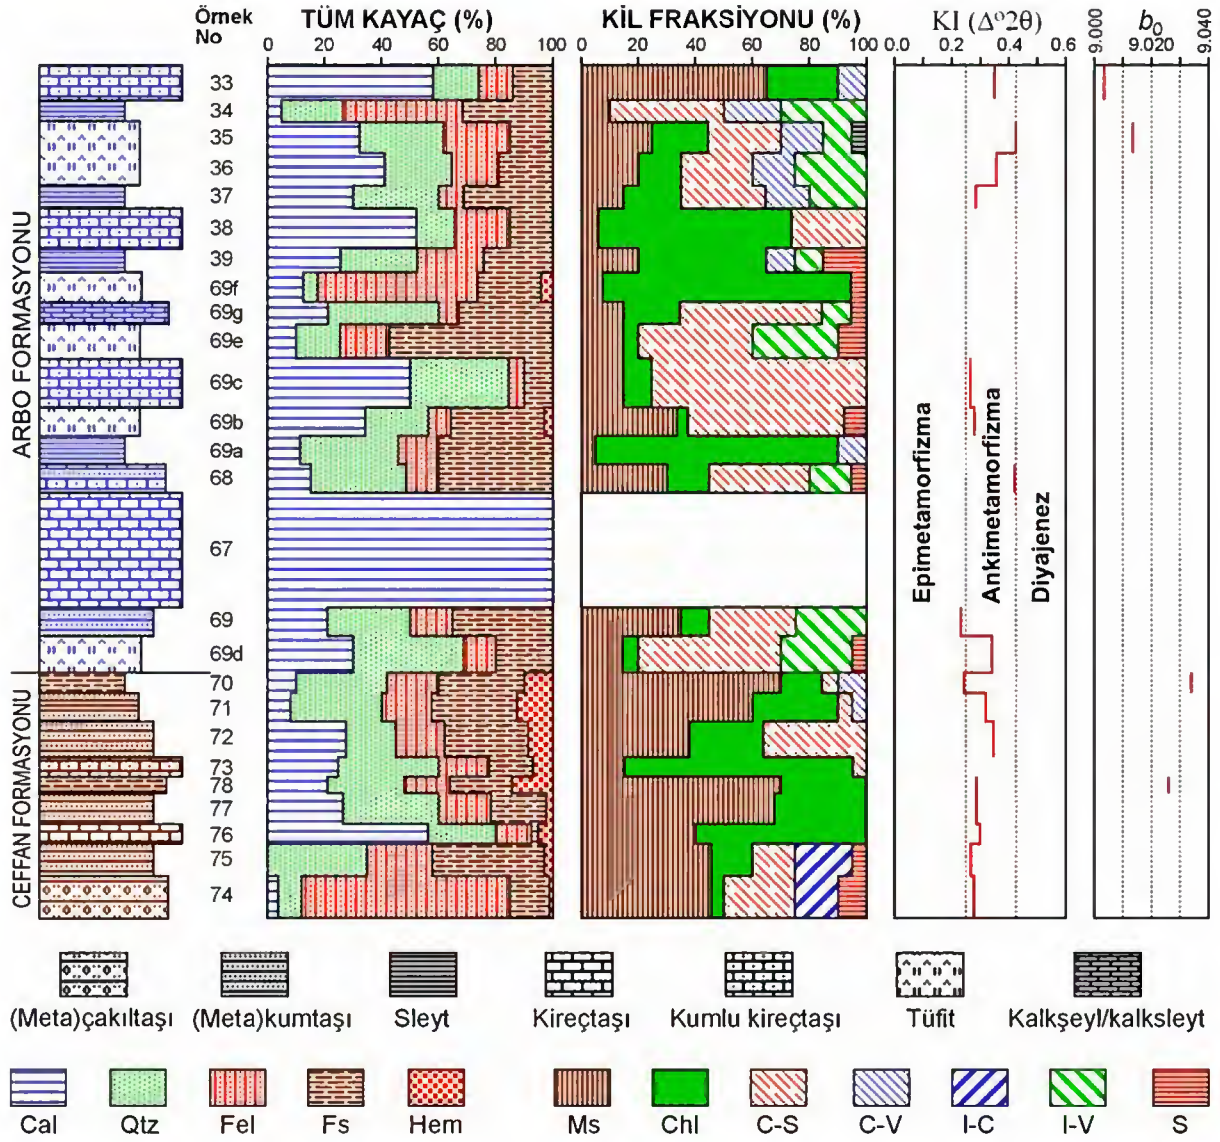 Örnek
No
TÜM KAYAÇ (%)
KİL FRAKSİYONU (%)
KI (Δ°2θ)
b0
0 20 40 60 80 100
0 20 40 60 80 100
0.0 0.2 0.4 0.6
9.000
9.020
9.040
ARBO FORMASYONU
CEFFAN FORMASYONU
33
34
35
36
37
38
39
69f
69g
69e
69c
69b
69a
68
67
69
69d
70
71
72
73
78
77
76
75
74
Epimetamorfizma
Ankimetamorfizma
Diyajenez
(Meta)çakıltaşı (Meta)kumtaşı Sleyt Kireçtaşı Kumlu kireçtaşı Tüfit Kalkşeyl/kalksleyt
Cal Qtz Fel Fs Hem Ms Chl C-S C-V I-C I-V S